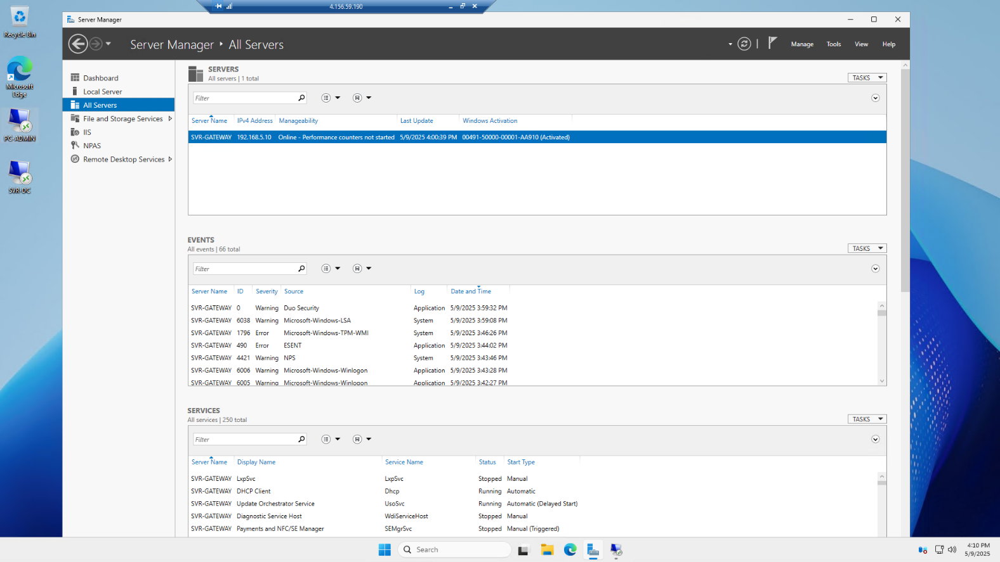 4.156.59.190
Recycle Bin
Microsoft Edge
PC-ADMIN
SVR-DC
Server Manager
Server Manager ‣ All Servers
Manage Tools View Help
Dashboard
Local Server
All Servers
File and Storage Services
IIS
NPAS
Remote Desktop Services
SERVERS
All servers | 1 total
TASKS
Filter
Server Name IPv4 Address Manageability Last Update Windows Activation
SVR-GATEWAY 192.168.5.10 Online - Performance counters not started 5/9/2025 4:00:39 PM 00491-50000-00001-AA910 (Activated)
EVENTS
All events | 66 total
TASKS
Filter
Server Name ID Severity Source Log Date and Time
SVR-GATEWAY 0 Warning Duo Security Application 5/9/2025 3:59:32 PM
SVR-GATEWAY 6038 Warning Microsoft-Windows-LSA System 5/9/2025 3:59:08 PM
SVR-GATEWAY 1796 Error Microsoft-Windows-TPM-WMI System 5/9/2025 3:46:26 PM
SVR-GATEWAY 490 Error ESENT Application 5/9/2025 3:44:02 PM
SVR-GATEWAY 4421 Warning NPS System 5/9/2025 3:43:46 PM
SVR-GATEWAY 6006 Warning Microsoft-Windows-Winlogon Application 5/9/2025 3:43:28 PM
SVR-GATEWAY 6005 Warning Microsoft-Windows-Winlogon Application 5/9/2025 3:42:27 PM
SERVICES
All services | 250 total
TASKS
Filter
Server Name Display Name Service Name Status Start Type
SVR-GATEWAY LxpSvc LxpSvc Stopped Manual
SVR-GATEWAY DHCP Client Dhcp Running Automatic
SVR-GATEWAY Update Orchestrator Service UsoSvc Running Automatic (Delayed Start)
SVR-GATEWAY Diagnostic Service Host WdiServiceHost Stopped Manual
SVR-GATEWAY Payments and NFC/SE Manager SEMgrSvc Stopped Manual (Triggered)
Search
4:10 PM
5/9/2025